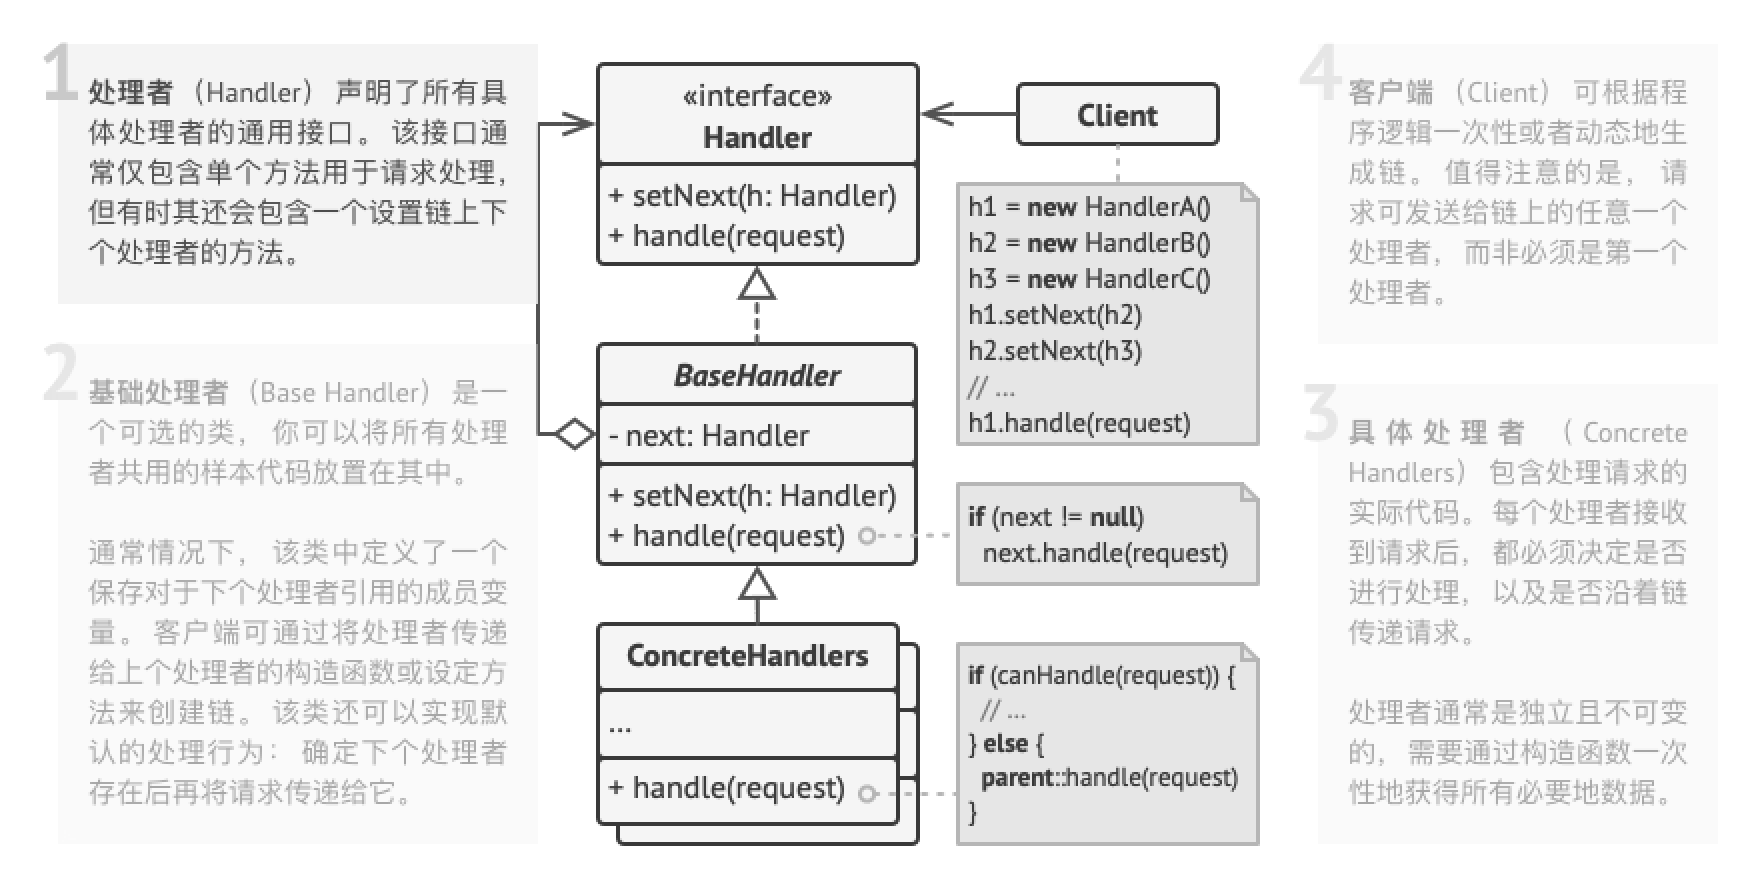 1
处理者 （Handler） 声明了所有具
体处理者的通用接口。 该接口通
常仅包含单个方法用于请求处理，
但有时其还会包含一个设置链上下
个处理者的方法。
2
基础处理者 （Base Handler） 是一
个可选的类， 你可以将所有处理
者共用的样本代码放置在其中。
通常情况下， 该类中定义了一个
保存对于下个处理者引用的成员变
量。 客户端可通过将处理者传递
给上个处理者的构造函数或设定方
法来创建链。 该类还可以实现默
认的处理行为： 确定下个处理者
存在后再将请求传递给它。
«interface»
Handler
+ setNext(h: Handler)
+ handle(request)
BaseHandler
- next: Handler
+ setNext(h: Handler)
+ handle(request)
ConcreteHandlers
...
+ handle(request)
Client
h1 = new HandlerA()
h2 = new HandlerB()
h3 = new HandlerC()
h1.setNext(h2)
h2.setNext(h3)
// ...
h1.handle(request)
if (next != null)
next.handle(request)
if (canHandle(request)) {
// ...
} else {
parent::handle(request)
}
4
客户端 （Client） 可根据程
序逻辑一次性或者动态地生
成链。 值得注意的是， 请
求可发送给链上的任意一个
处理者， 而非必须是第一个
处理者。
3
具体处理者 （Concrete
Handlers） 包含处理请求的
实际代码。 每个处理者接收
到请求后， 都必须决定是否
进行处理， 以及是否沿着链
传递请求。
处理者通常是独立且不可变
的， 需要通过构造函数一次
性地获得所有必要地数据。